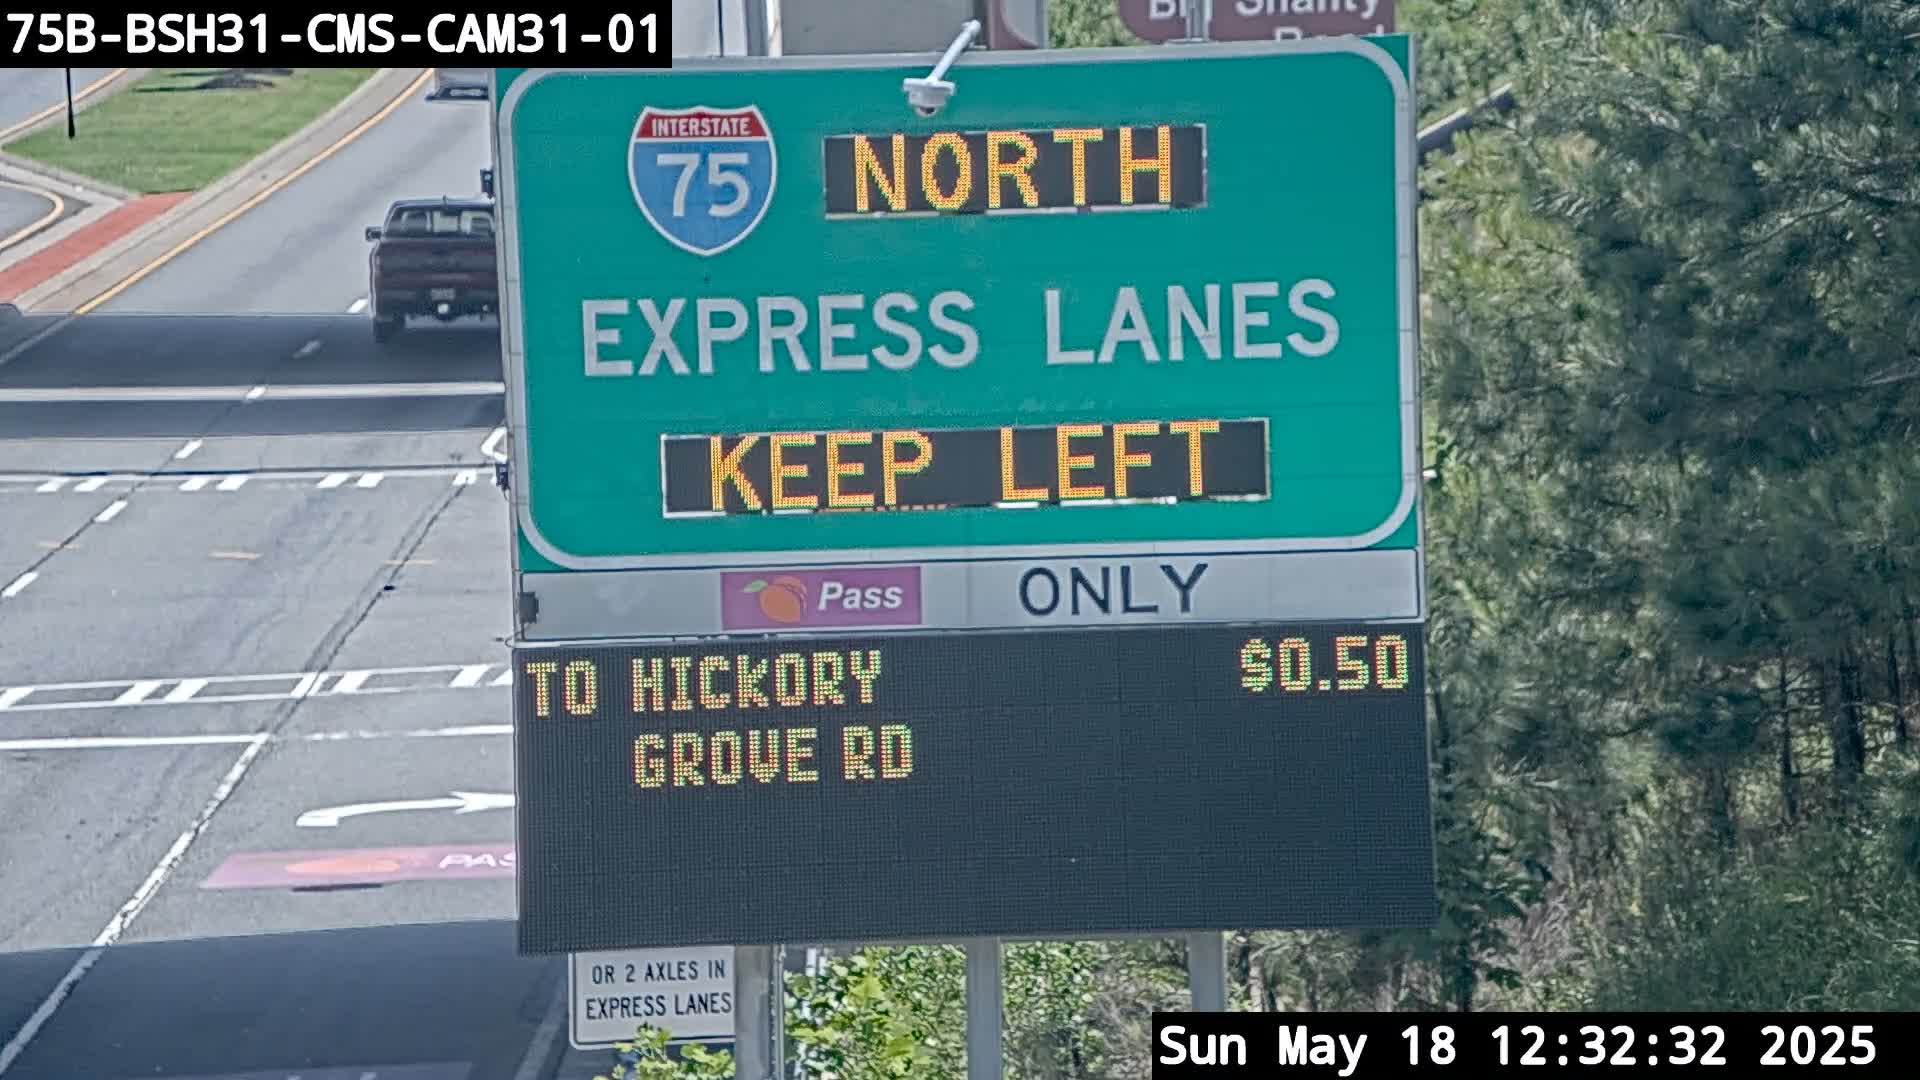 75B-BSH31-CMS-CAM31-01
Shanty
INTERSTATE
75
NORTH
EXPRESS LANES
KEEP LEFT
Pass ONLY
TO HICKORY $0.50
GROVE RD
OR 2 AXLES IN
EXPRESS LANES
Sun May 18 12:32:32 2025